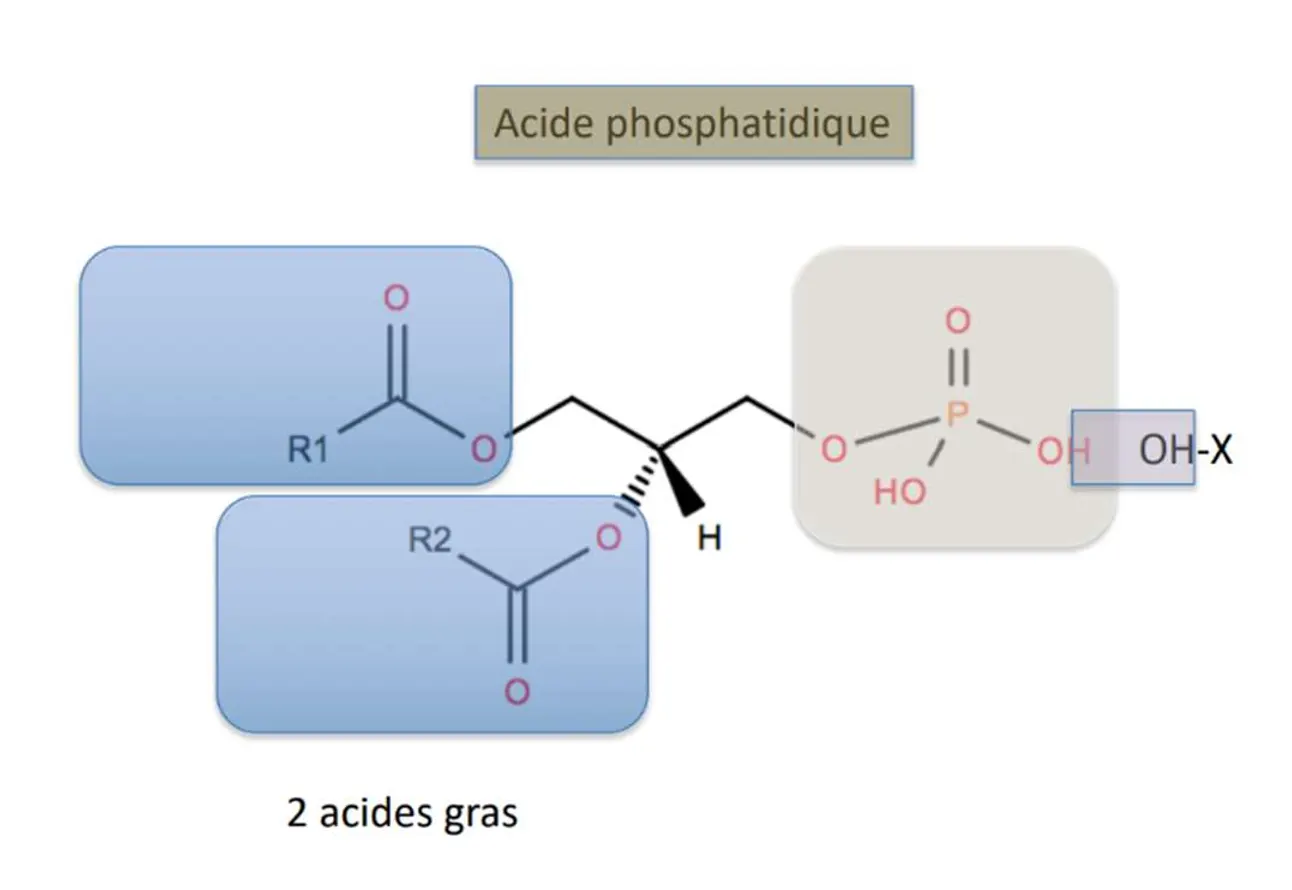 Acide phosphatidique
O
O
P
R1
O
O
OH
OH-X
HO
R2
O
H
O
2 acides gras